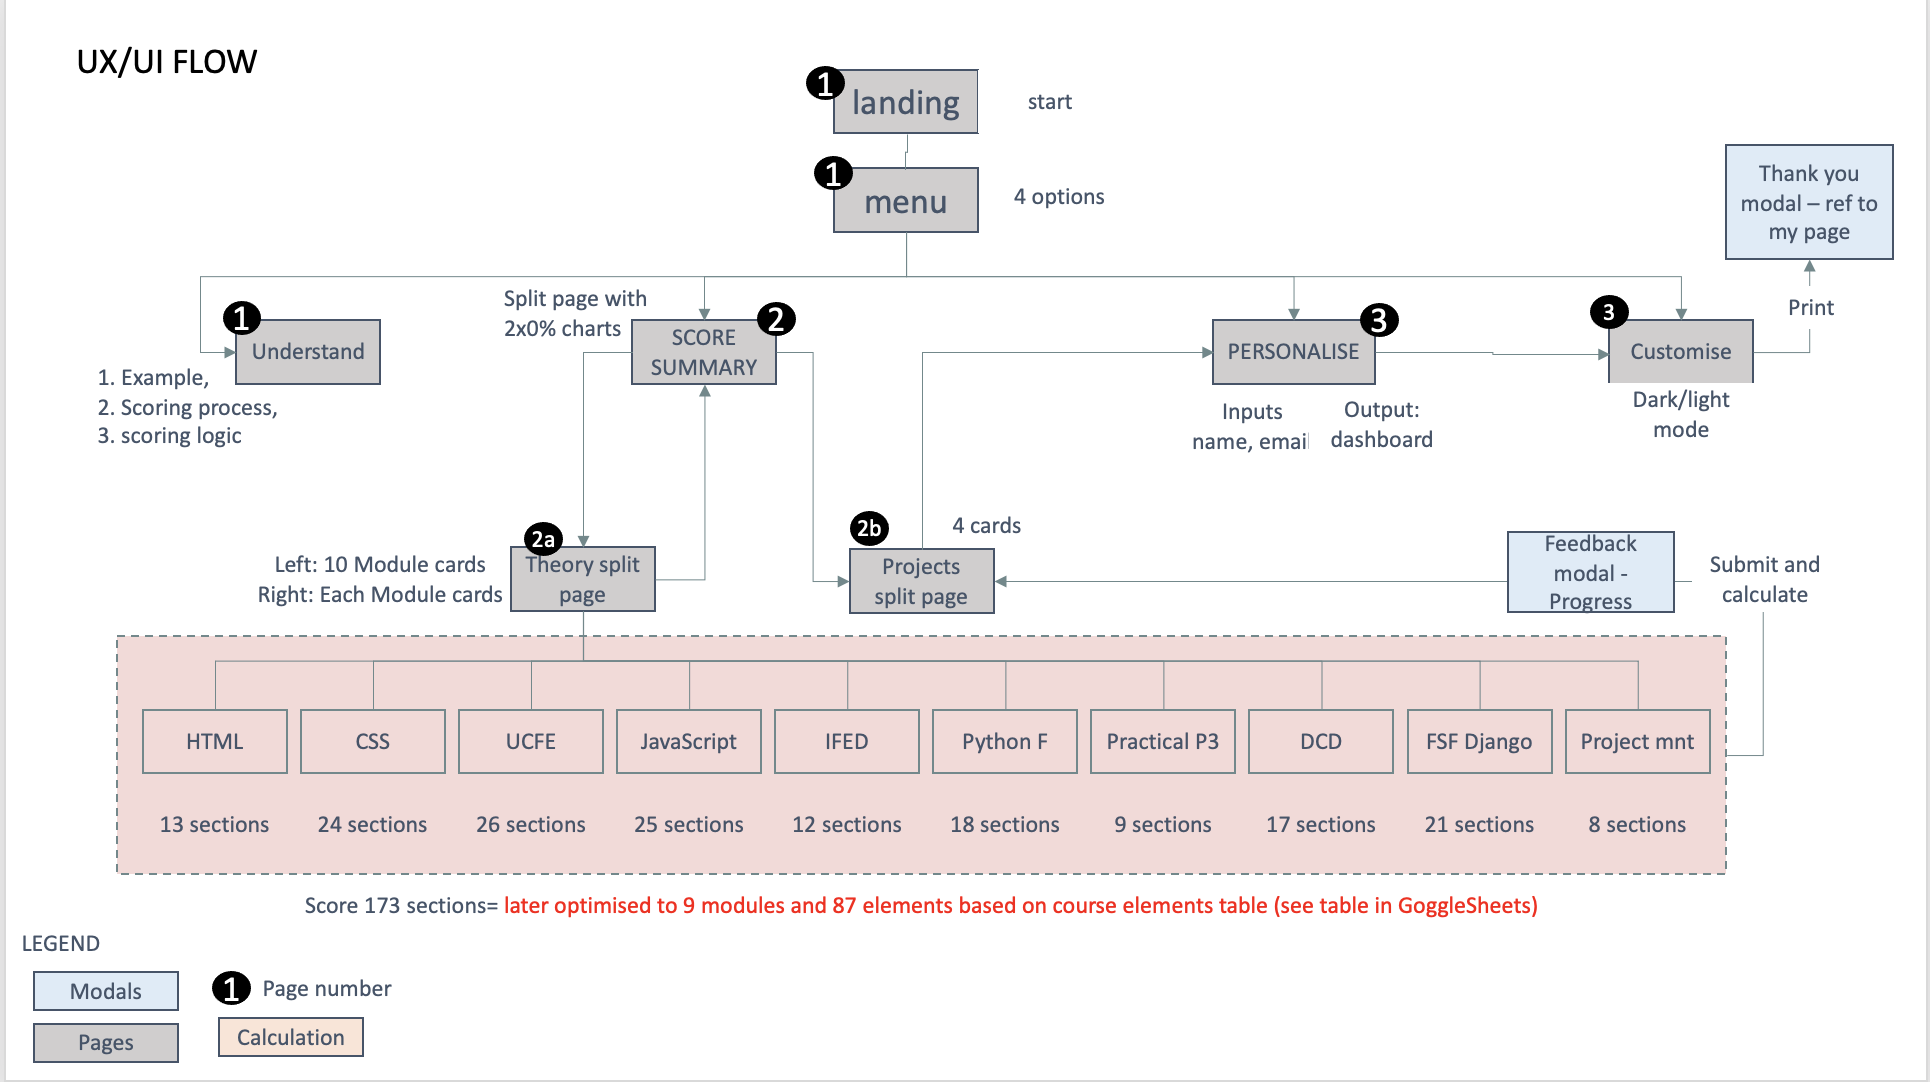 UX/UI FLOW
1
landing
start
1
menu
4 options
Thank you
modal – ref to
my page
Print
1
Understand
1. Example,
2. Scoring process,
3. scoring logic
Split page with
2x0% charts
2
SCORE
SUMMARY
3
PERSONALISE
Inputs
name, email
Output:
dashboard
3
Customise
Dark/light
mode
2a
Theory split
page
Left: 10 Module cards
Right: Each Module cards
2b
4 cards
Projects
split page
Feedback
modal -
Progress
Submit and
calculate
HTML
CSS
UCFE
JavaScript
IFED
Python F
Practical P3
DCD
FSF Django
Project mnt
13 sections
24 sections
26 sections
25 sections
12 sections
18 sections
9 sections
17 sections
21 sections
8 sections
Score 173 sections= later optimised to 9 modules and 87 elements based on course elements table (see table in GoggleSheets)
LEGEND
Modals
1 Page number
Pages
Calculation